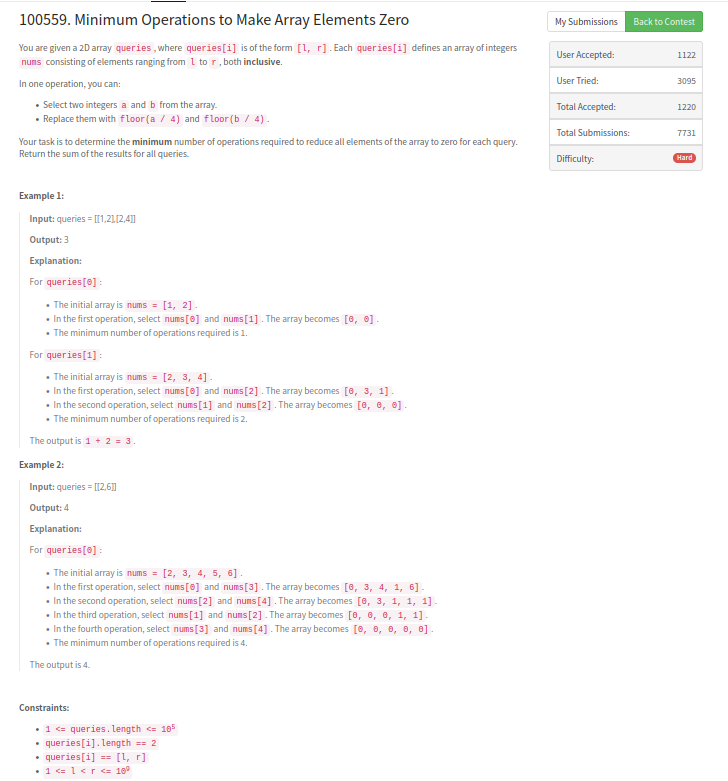 100559. Minimum Operations to Make Array Elements Zero
My Submissions
Back to Contest
You are given a 2D array queries, where queries[i] is of the form [l, r]. Each queries[i] defines an array of integers
nums consisting of elements ranging from l to r, both inclusive.
In one operation, you can:
• Select two integers a and b from the array.
• Replace them with floor(a / 4) and floor(b / 4).
Your task is to determine the minimum number of operations required to reduce all elements of the array to zero for each query.
Return the sum of the results for all queries.
User Accepted: 1122
User Tried: 3095
Total Accepted: 1220
Total Submissions: 7731
Difficulty: Hard
Example 1:
Input: queries = [[1,2],[2,4]]
Output: 3
Explanation:
For queries[0]:
• The initial array is nums = [1, 2].
• In the first operation, select nums[0] and nums[1]. The array becomes [0, 0].
• The minimum number of operations required is 1.
For queries[1]:
• The initial array is nums = [2, 3, 4].
• In the first operation, select nums[0] and nums[2]. The array becomes [0, 3, 1].
• In the second operation, select nums[1] and nums[2]. The array becomes [0, 0, 0].
• The minimum number of operations required is 2.
The output is 1 + 2 = 3.
Example 2:
Input: queries = [[2,6]]
Output: 4
Explanation:
For queries[0]:
• The initial array is nums = [2, 3, 4, 5, 6].
• In the first operation, select nums[0] and nums[3]. The array becomes [0, 3, 4, 1, 6].
• In the second operation, select nums[2] and nums[4]. The array becomes [0, 3, 1, 1, 1].
• In the third operation, select nums[1] and nums[2]. The array becomes [0, 0, 0, 1, 1].
• In the fourth operation, select nums[3] and nums[4]. The array becomes [0, 0, 0, 0, 0].
• The minimum number of operations required is 4.
The output is 4.
Constraints:
• 1 <= queries.length <= 10⁵
• queries[i].length == 2
• queries[i] == [l, r]
• 1 <= l < r <= 10⁹